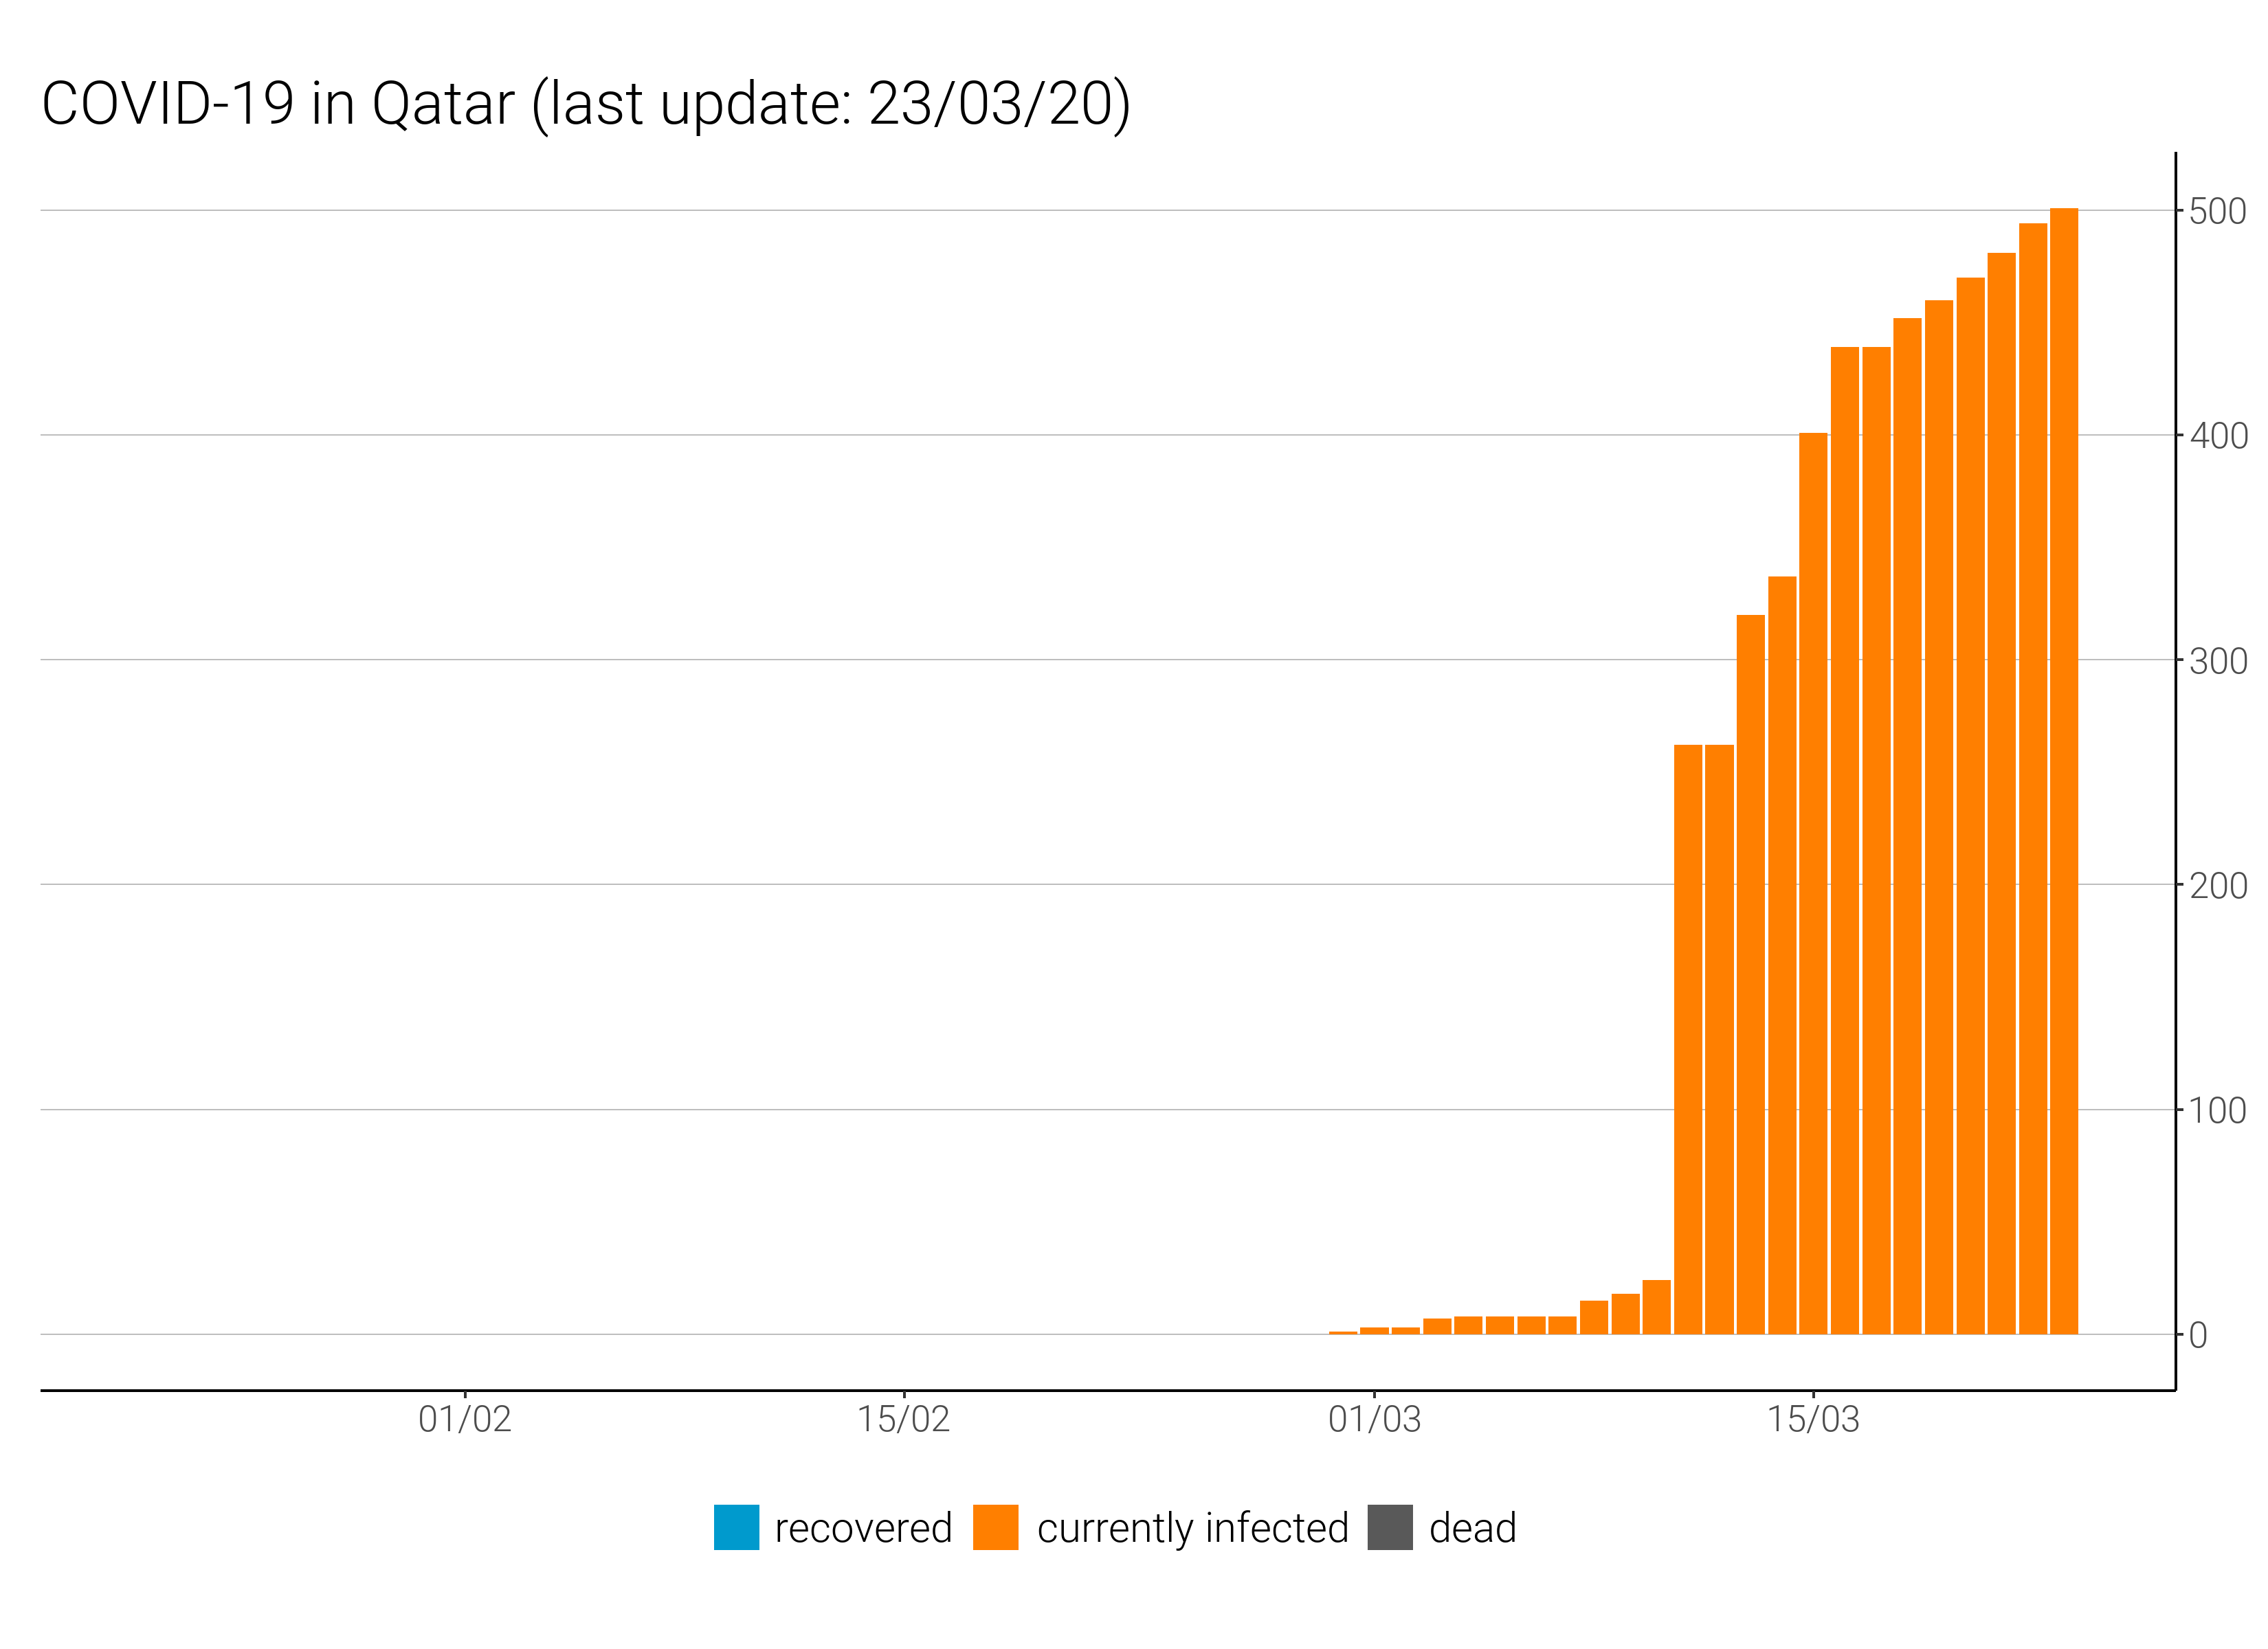 COVID-19 in Qatar (last update: 23/03/20)
500
400
300
200
100
0
01/02 15/02 01/03 15/03
recovered currently infected dead